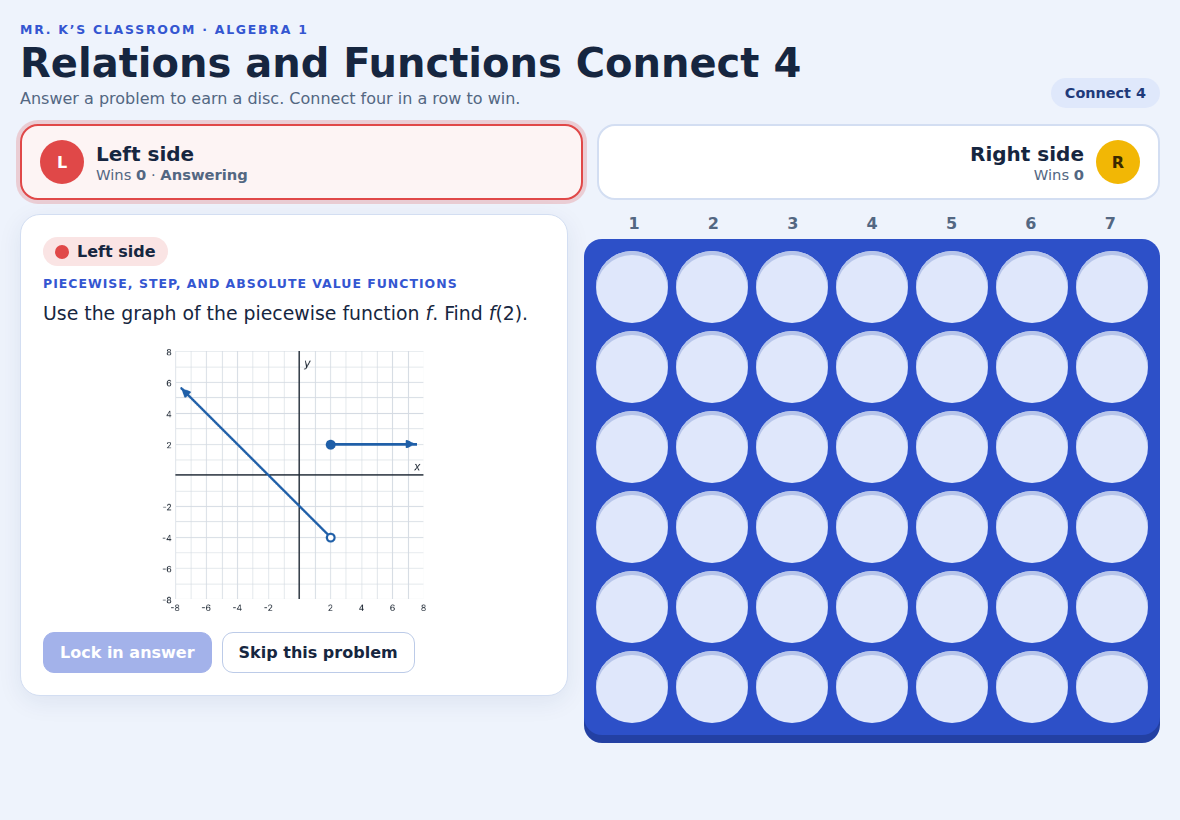 MR. K’S CLASSROOM · ALGEBRA 1
Relations and Functions Connect 4
Answer a problem to earn a disc. Connect four in a row to win.
Connect 4
L
Left side
Wins 0 · Answering
Right side
Wins 0
R
Left side
PIECEWISE, STEP, AND ABSOLUTE VALUE FUNCTIONS
Use the graph of the piecewise function f. Find f(2).
8
6
4
2
-2
-4
-6
-8
y
x
-8 -6 -4 -2 2 4 6 8
Lock in answer
Skip this problem
1 2 3 4 5 6 7